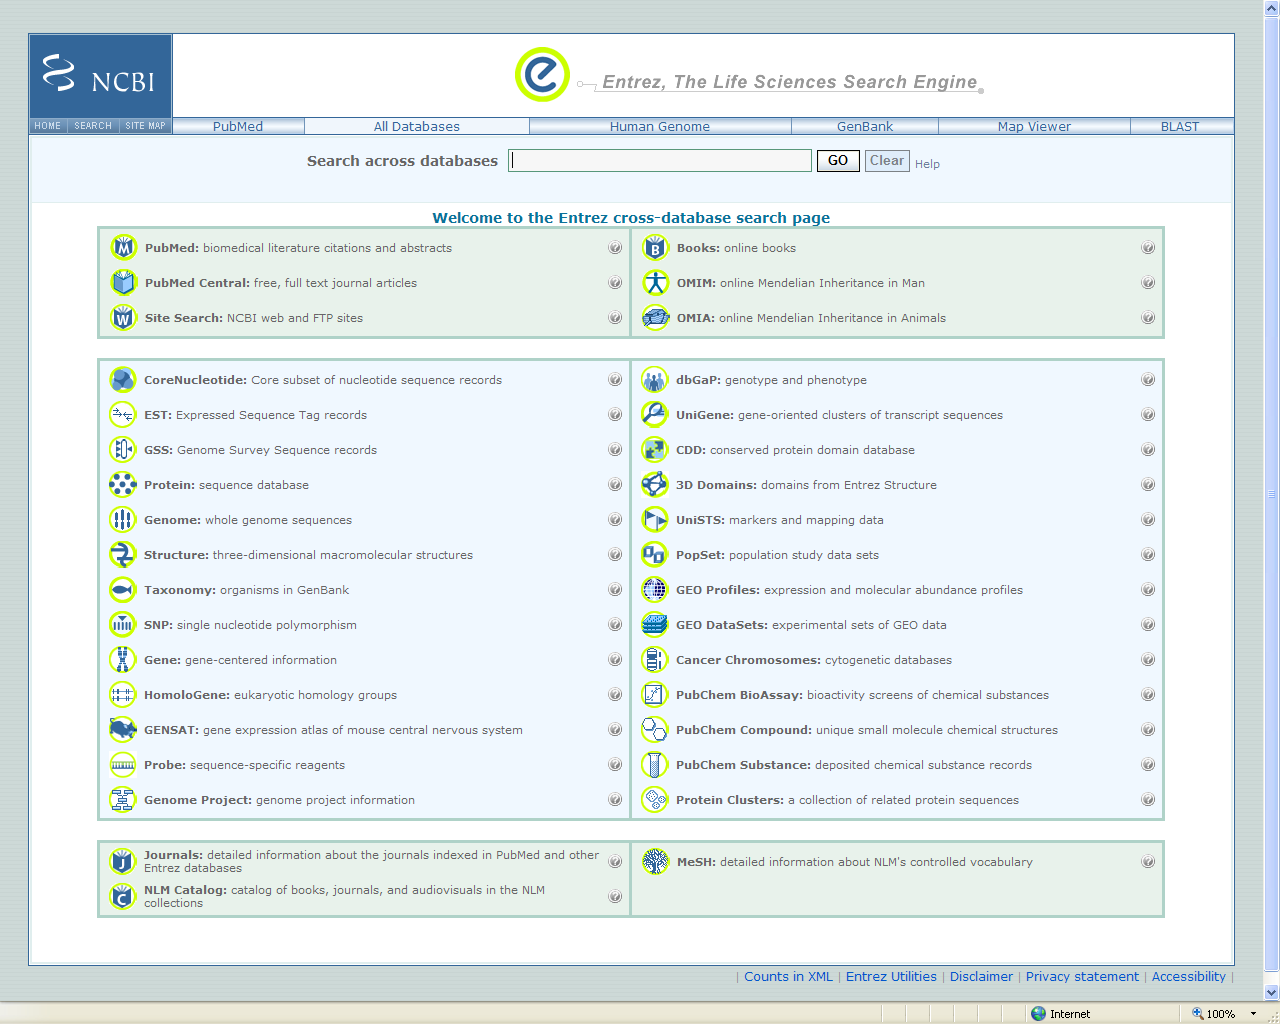 NCBI
Entrez, The Life Sciences Search Engine
HOME SEARCH SITE MAP PubMed All Databases Human Genome GenBank Map Viewer BLAST
Search across databases GO Clear Help
Welcome to the Entrez cross-database search page
PubMed: biomedical literature citations and abstracts
PubMed Central: free, full text journal articles
Site Search: NCBI web and FTP sites
Books: online books
OMIM: online Mendelian Inheritance in Man
OMIA: online Mendelian Inheritance in Animals
CoreNucleotide: Core subset of nucleotide sequence records
EST: Expressed Sequence Tag records
GSS: Genome Survey Sequence records
Protein: sequence database
Genome: whole genome sequences
Structure: three-dimensional macromolecular structures
Taxonomy: organisms in GenBank
SNP: single nucleotide polymorphism
Gene: gene-centered information
HomoloGene: eukaryotic homology groups
GENSAT: gene expression atlas of mouse central nervous system
Probe: sequence-specific reagents
Genome Project: genome project information
dbGaP: genotype and phenotype
UniGene: gene-oriented clusters of transcript sequences
CDD: conserved protein domain database
3D Domains: domains from Entrez Structure
UniSTS: markers and mapping data
PopSet: population study data sets
GEO Profiles: expression and molecular abundance profiles
GEO DataSets: experimental sets of GEO data
Cancer Chromosomes: cytogenetic databases
PubChem BioAssay: bioactivity screens of chemical substances
PubChem Compound: unique small molecule chemical structures
PubChem Substance: deposited chemical substance records
Protein Clusters: a collection of related protein sequences
Journals: detailed information about the journals indexed in PubMed and other
Entrez databases
NLM Catalog: catalog of books, journals, and audiovisuals in the NLM
collections
MeSH: detailed information about NLM's controlled vocabulary
| Counts in XML | Entrez Utilities | Disclaimer | Privacy statement | Accessibility |
Internet 100%